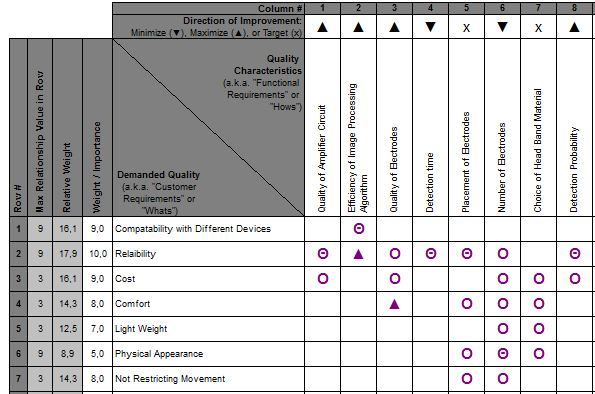 Column # 1 2 3 4 5 6 7 8
Direction of Improvement:
Minimize (▼), Maximize (▲), or Target (x) ▲ ▲ ▲ ▼ x ▼ x ▲
Row #
Max Relationship Value in Row
Relative Weight
Weight / Importance
Quality
Characteristics
(a.k.a. "Functional
Requirements" or
"Hows")
Demanded Quality
(a.k.a. "Customer
Requirements" or
"Whats")
Quality of Amplifier Circuit
Efficiency of Image Processing
Algorithm
Quality of Electrodes
Detection time
Placement of Electrodes
Number of Electrodes
Choice of Head Band Material
Detection Probability
1 9 16,1 9,0 Compatability with Different Devices Θ
2 9 17,9 10,0 Relaibility Θ ▲ Ο Θ Θ Ο Θ
3 3 16,1 9,0 Cost Ο Ο Ο Ο Ο
4 3 14,3 8,0 Comfort ▲ Ο Ο Ο
5 3 12,5 7,0 Light Weight Ο Ο
6 9 8,9 5,0 Physical Appearance Ο Θ Ο
7 3 14,3 8,0 Not Restricting Movement Ο Ο